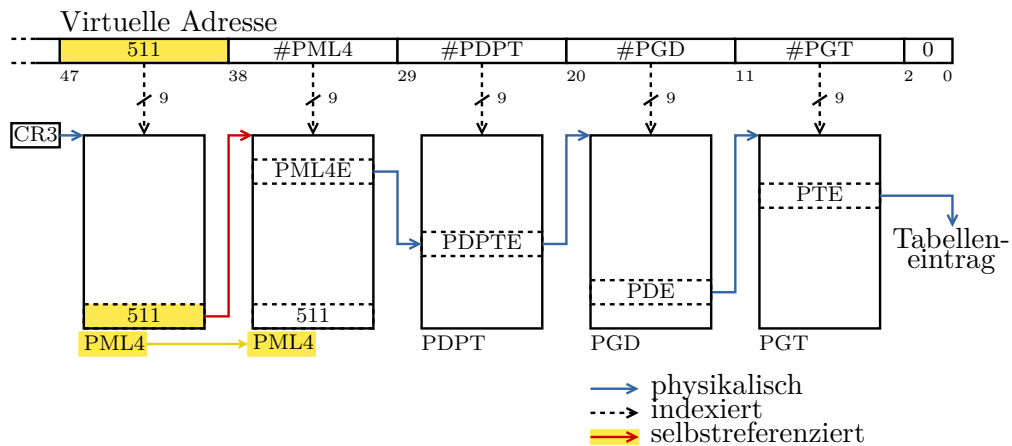 Virtuelle Adresse
511 #PML4 #PDPT #PGD #PGT 0
47 38 29 20 11 2 0
9 9 9 9 9
CR3
PML4E
PTE
PDPTE
Tabellen-
eintrag
PDE
511 511
PML4 PML4 PDPT PGD PGT
physikalisch
indexiert
selbstreferenziert